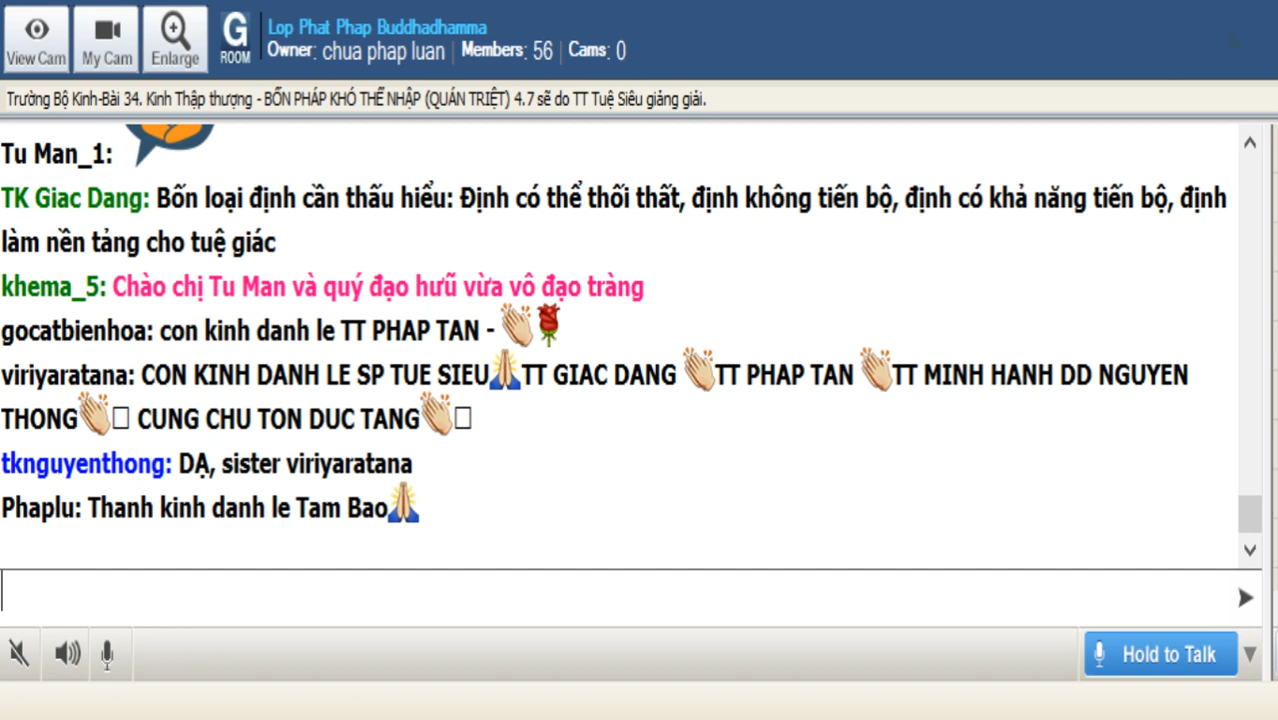 View Cam
My Cam
Enlarge
G
ROOM
Lop Phat Phap Buddhadhamma
Owner: chua phap luan | Members: 56 | Cams: 0
Trường Bộ Kinh-Bài 34. Kinh Thập thượng - BỐN PHÁP KHÓ THỂ NHẬP (QUÁN TRIỆT) 4.7 sẽ do TT Tuệ Siêu giảng giải.
Tu Man_1:
TK Giac Dang: Bốn loại định cần thấu hiểu: Định có thể thối thất, định không tiến bộ, định có khả năng tiến bộ, định
làm nền tảng cho tuệ giác
khema_5: Chào chị Tu Man và quý đạo hưũ vừa vô đạo tràng
gocatbienhoa: con kinh danh le TT PHAP TAN - 👏🌹
viriyaratana: CON KINH DANH LE SP TUE SIEU🙏TT GIAC DANG 👏TT PHAP TAN 👏TT MINH HANH DD NGUYEN
THONG👏□ CUNG CHU TON DUC TANG👏□
tknguyenthong: DẠ, sister viriyaratana
Phaplu: Thanh kinh danh le Tam Bao🙏
Hold to Talk